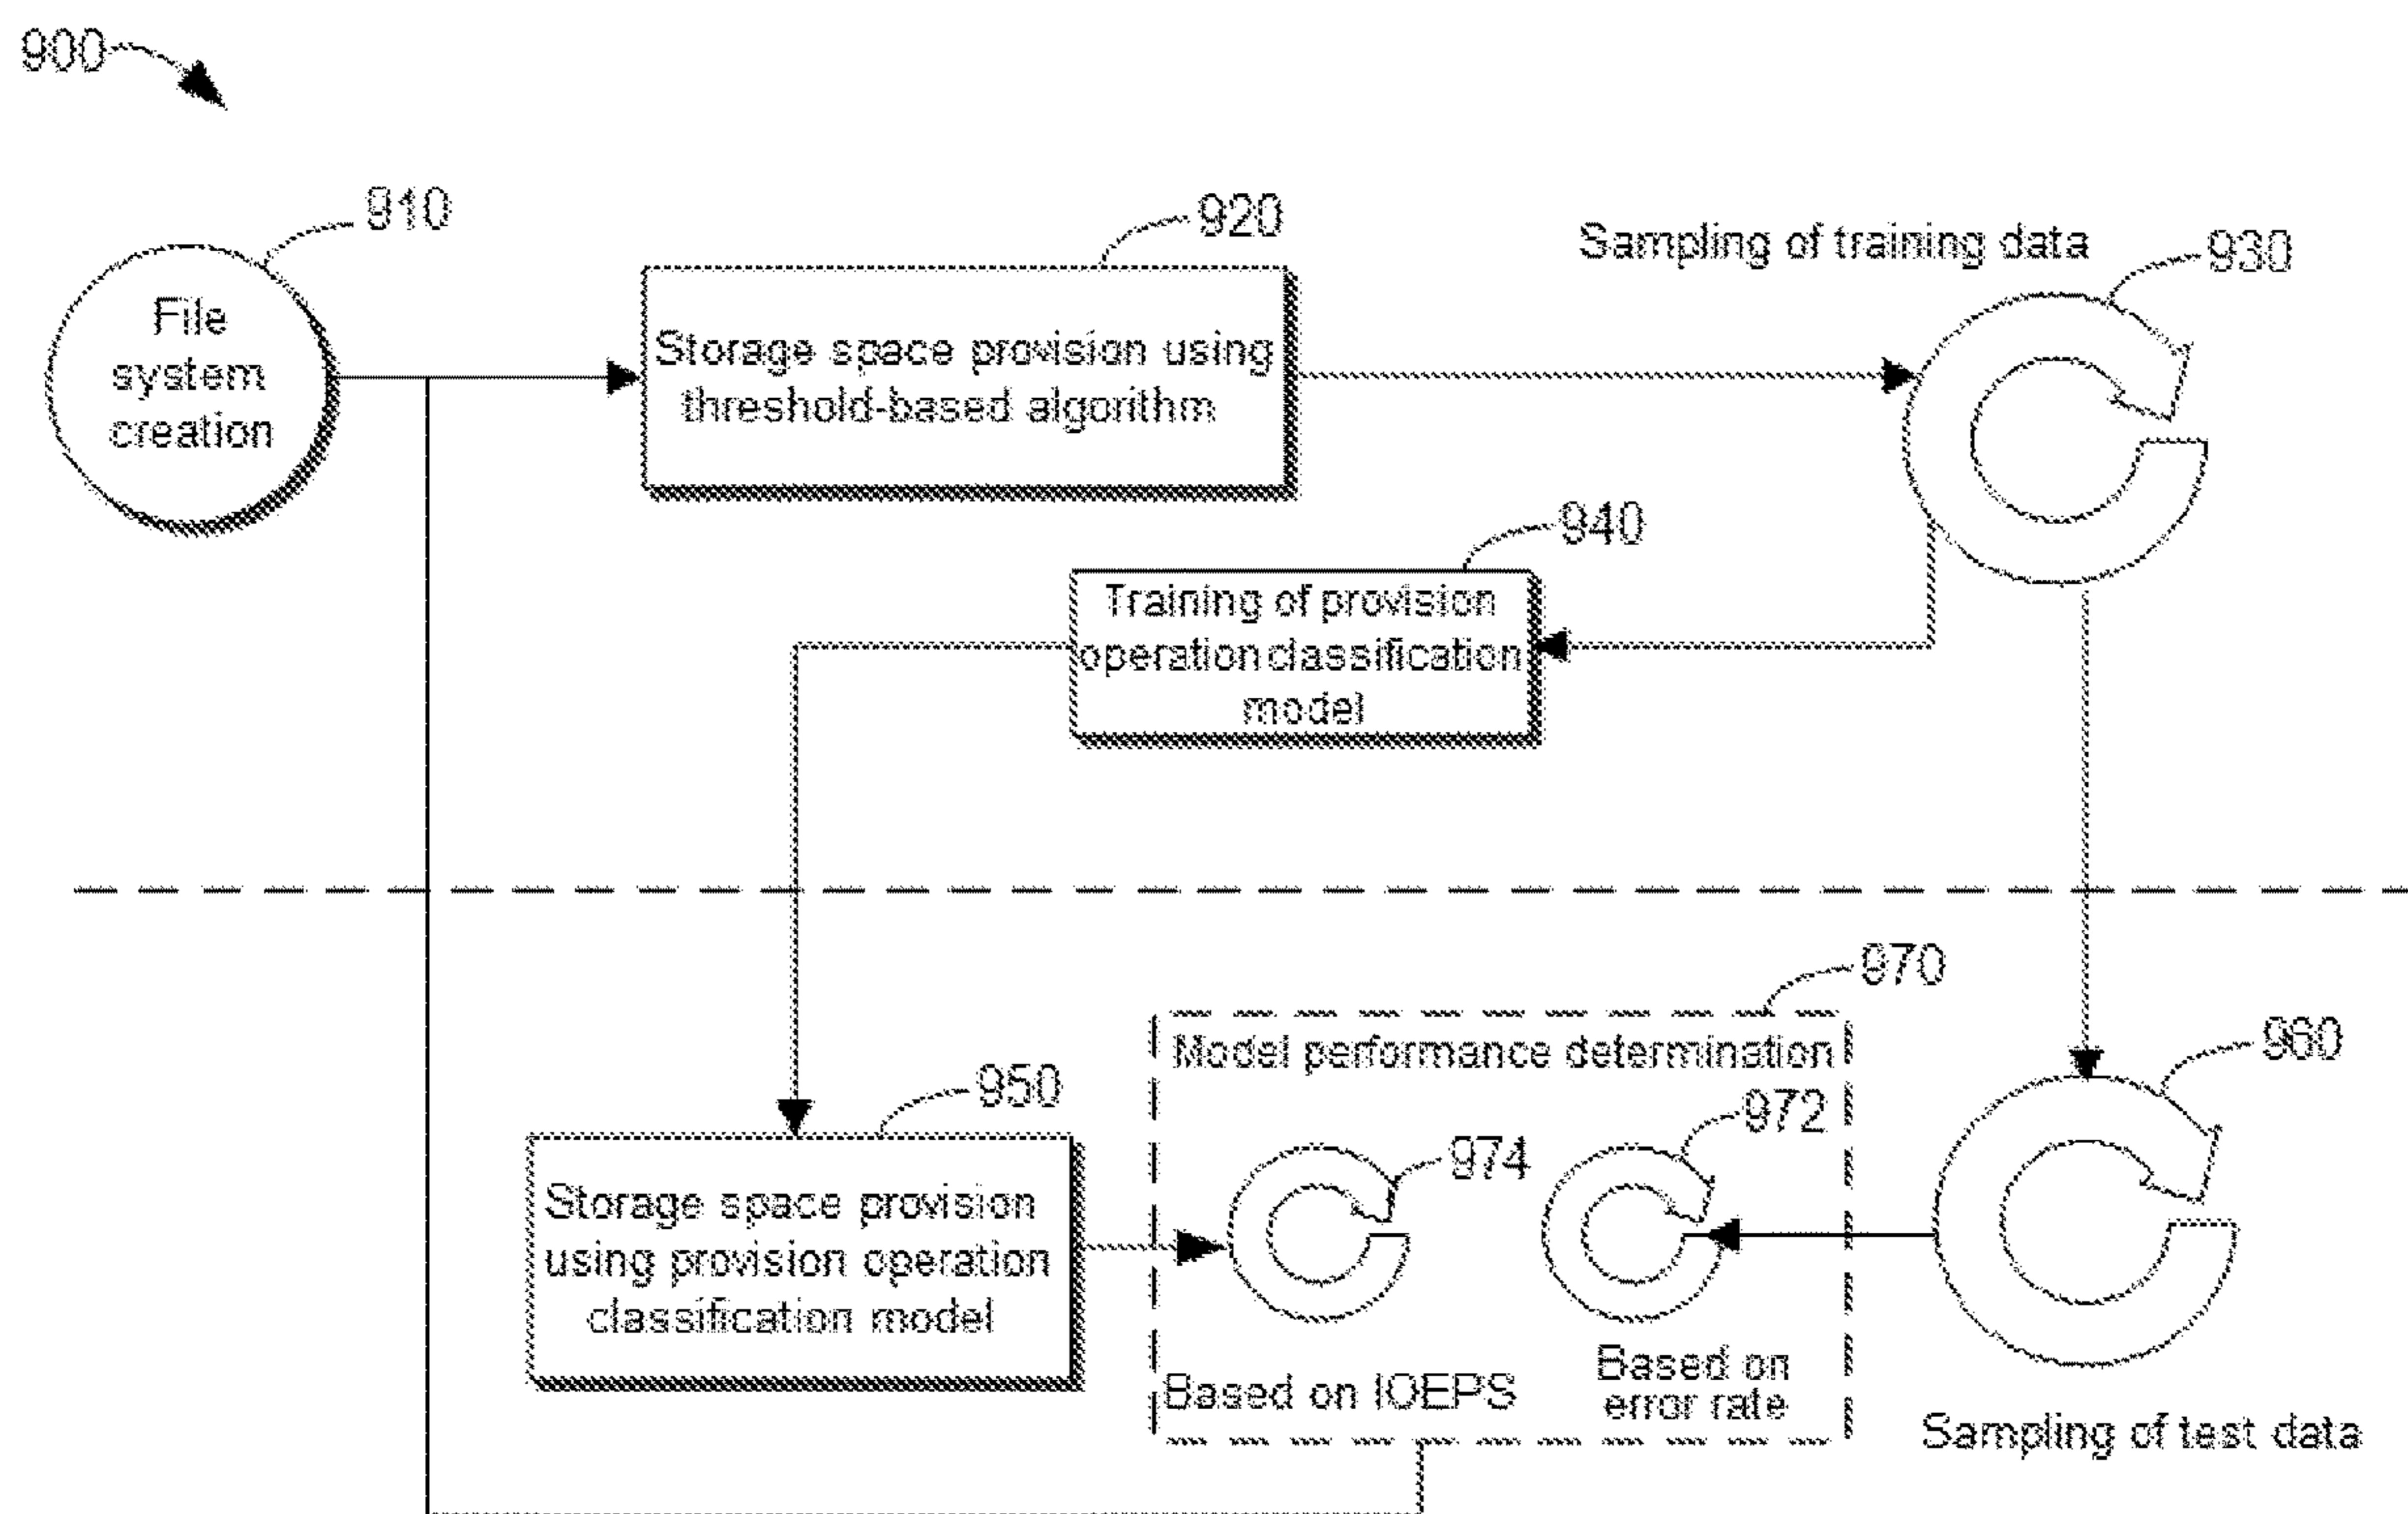 900
910
File
system
creation
920
Storage space provision using
threshold-based algorithm
Sampling of training data
930
940
Training of provision
operation classification
model
970
Model performance determination
960
950
Storage space provision
using provision operation
classification model
974
972
Based on IOEPS
Based on
error rate
Sampling of test data